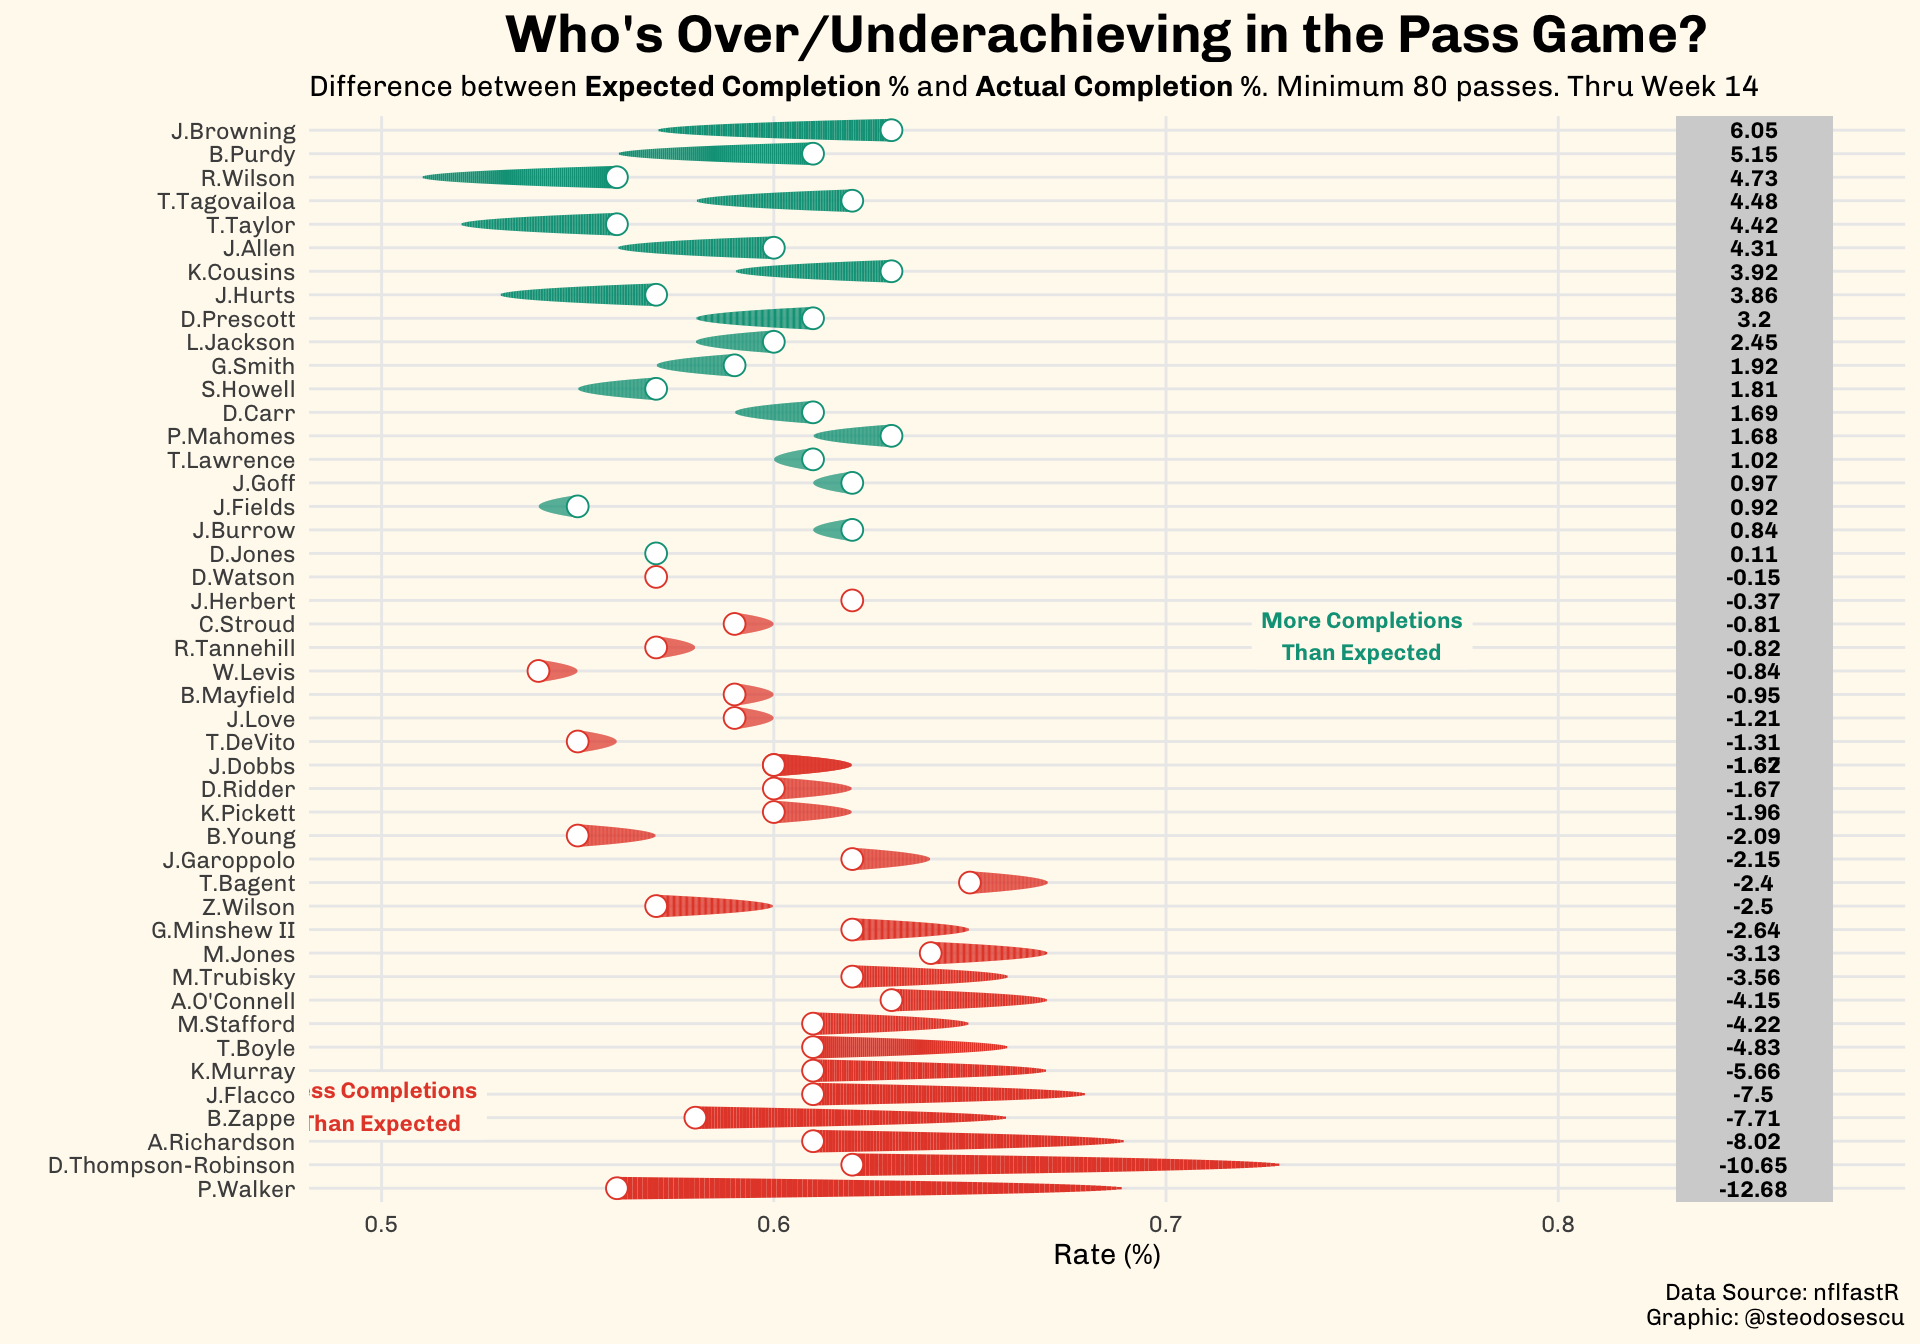 Who's Over/Underachieving in the Pass Game?
Difference between Expected Completion % and Actual Completion %. Minimum 80 passes. Thru Week 14
J.Browning 6.05
B.Purdy 5.15
R.Wilson 4.73
T.Tagovailoa 4.48
T.Taylor 4.42
J.Allen 4.31
K.Cousins 3.92
J.Hurts 3.86
D.Prescott 3.2
L.Jackson 2.45
G.Smith 1.92
S.Howell 1.81
D.Carr 1.69
P.Mahomes 1.68
T.Lawrence 1.02
J.Goff 0.97
J.Fields 0.92
J.Burrow 0.84
D.Jones 0.11
D.Watson -0.15
J.Herbert -0.37
C.Stroud -0.81
More Completions
Than Expected
R.Tannehill -0.82
W.Levis -0.84
B.Mayfield -0.95
J.Love -1.21
T.DeVito -1.31
J.Dobbs
D.Ridder -1.67
K.Pickett -1.96
B.Young -2.09
J.Garoppolo -2.15
T.Bagent -2.4
Z.Wilson -2.5
G.Minshew II -2.64
M.Jones -3.13
M.Trubisky -3.56
A.O'Connell -4.15
M.Stafford -4.22
T.Boyle -4.83
K.Murray -5.66
J.Flacco -7.5
ss Completions
Than Expected
B.Zappe -7.71
A.Richardson -8.02
D.Thompson-Robinson -10.65
P.Walker -12.68
0.5 0.6 0.7 0.8
Rate (%)
Data Source: nflfastR
Graphic: @steodosescu